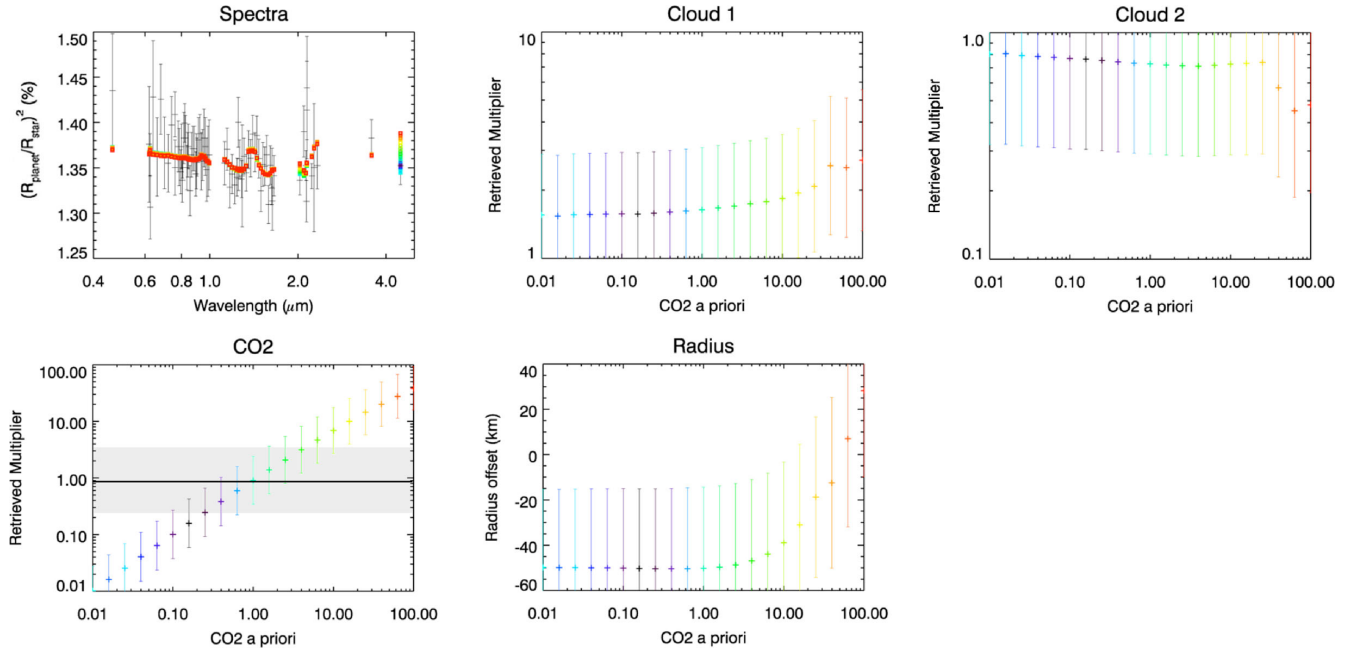 Spectra
(R_planet/R_star)^2 (%)
1.50
1.45
1.40
1.35
1.30
1.25
0.4 0.6 0.8 1.0 2.0 4.0
Wavelength (μm)
Cloud 1
Retrieved Multiplier
10
1
0.01 0.10 1.00 10.00 100.00
CO2 a priori
Cloud 2
Retrieved Multiplier
1.0
0.1
0.01 0.10 1.00 10.00 100.00
CO2 a priori
CO2
Retrieved Multiplier
100.00
10.00
1.00
0.10
0.01
0.01 0.10 1.00 10.00 100.00
CO2 a priori
Radius
Radius offset (km)
40
20
0
-20
-40
-60
0.01 0.10 1.00 10.00 100.00
CO2 a priori